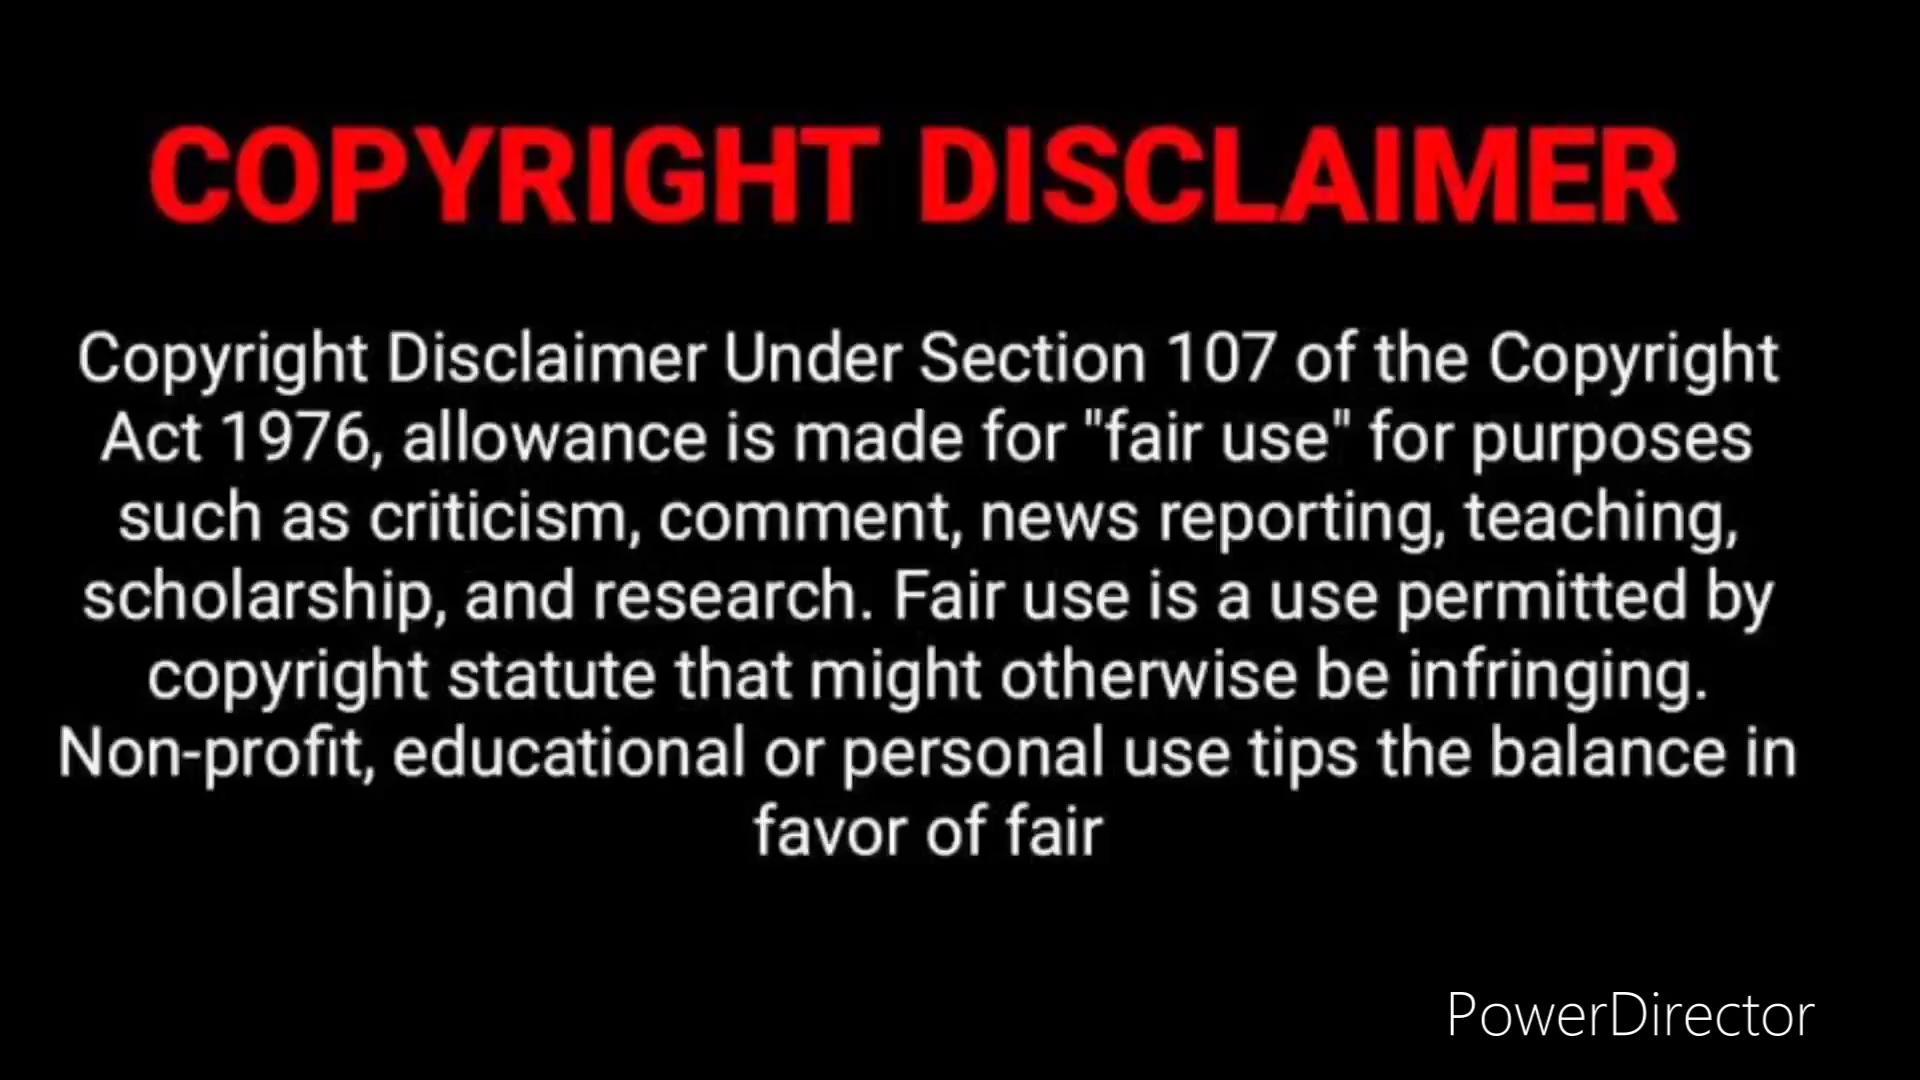 COPYRIGHT DISCLAIMER
Copyright Disclaimer Under Section 107 of the Copyright
Act 1976, allowance is made for "fair use" for purposes
such as criticism, comment, news reporting, teaching,
scholarship, and research. Fair use is a use permitted by
copyright statute that might otherwise be infringing.
Non-profit, educational or personal use tips the balance in
favor of fair
PowerDirector